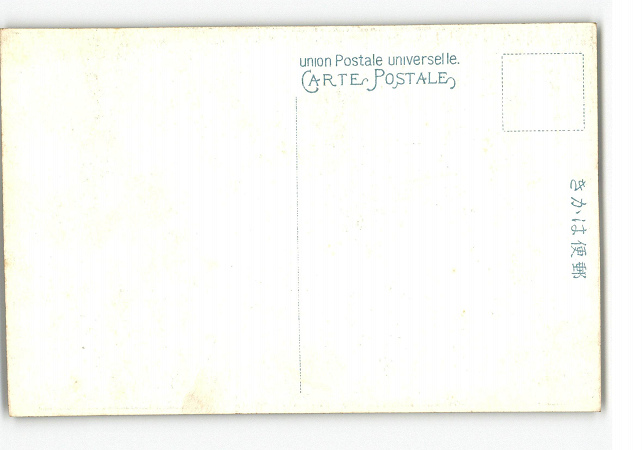 union Postale universelle.
CARTE POSTALE
きかは便郵